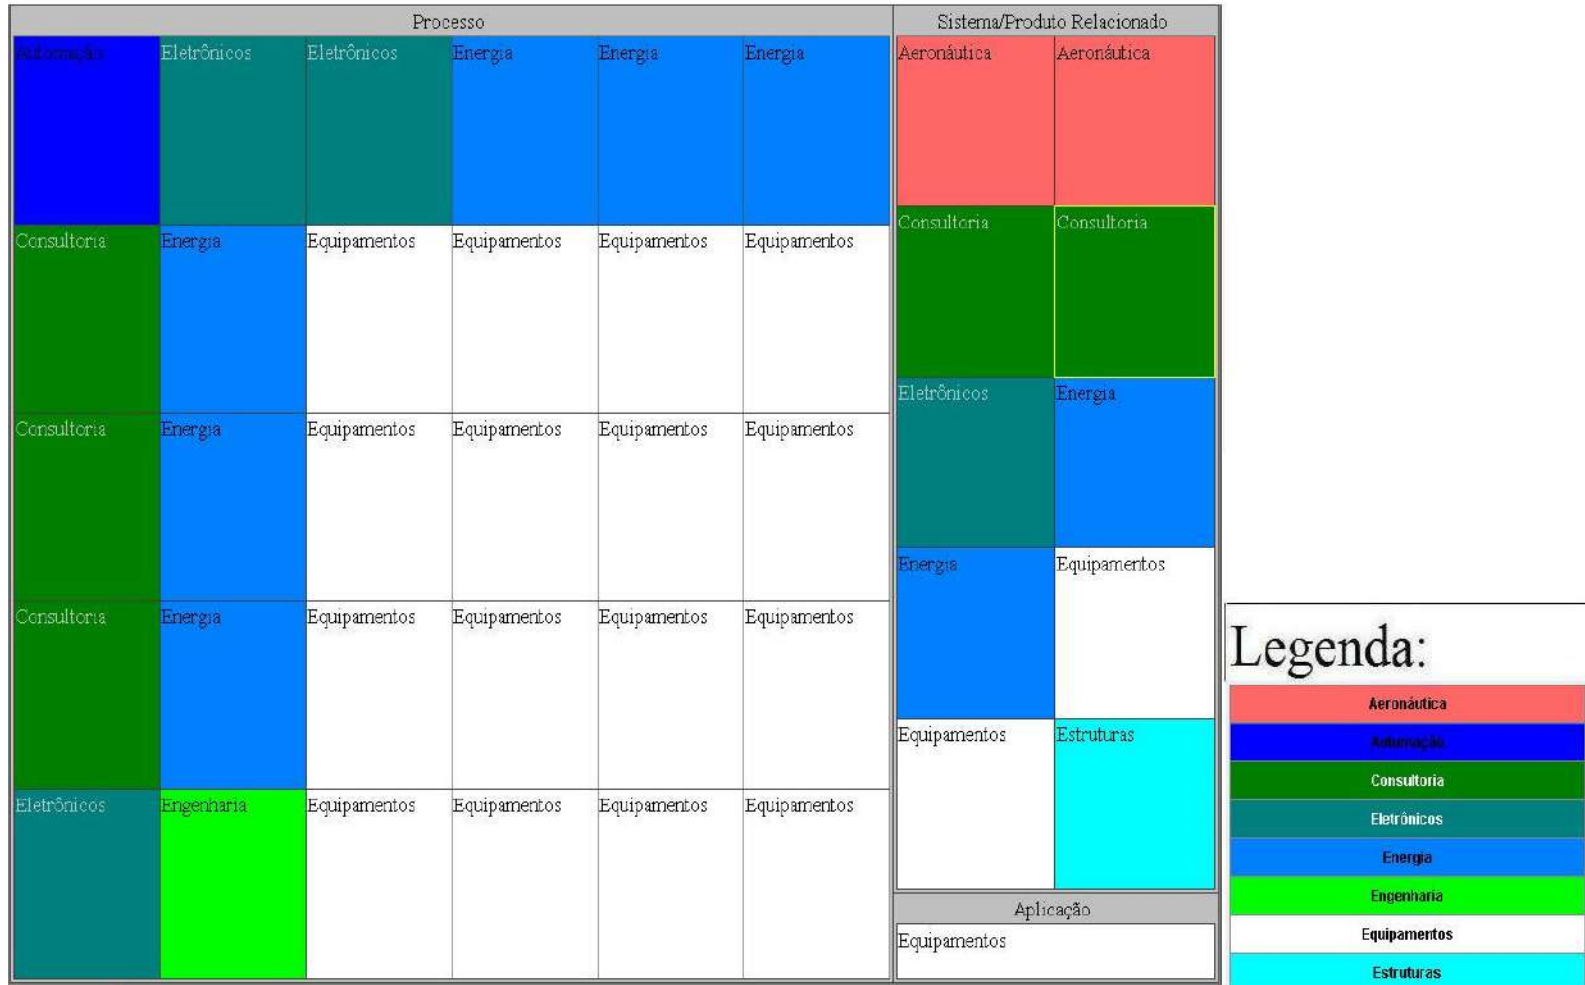 Processo
Automação Eletrônicos Eletrônicos Energia Energia Energia
Consultoria Energia Equipamentos Equipamentos Equipamentos Equipamentos
Consultoria Energia Equipamentos Equipamentos Equipamentos Equipamentos
Consultoria Energia Equipamentos Equipamentos Equipamentos Equipamentos
Eletrônicos Engenharia Equipamentos Equipamentos Equipamentos Equipamentos
Sistema/Produto Relacionado
Aeronáutica Aeronáutica
Consultoria Consultoria
Eletrônicos Energia
Energia Equipamentos
Equipamentos Estruturas
Aplicação
Equipamentos
Legenda:
Aeronáutica
Automação
Consultoria
Eletrônicos
Energia
Engenharia
Equipamentos
Estruturas